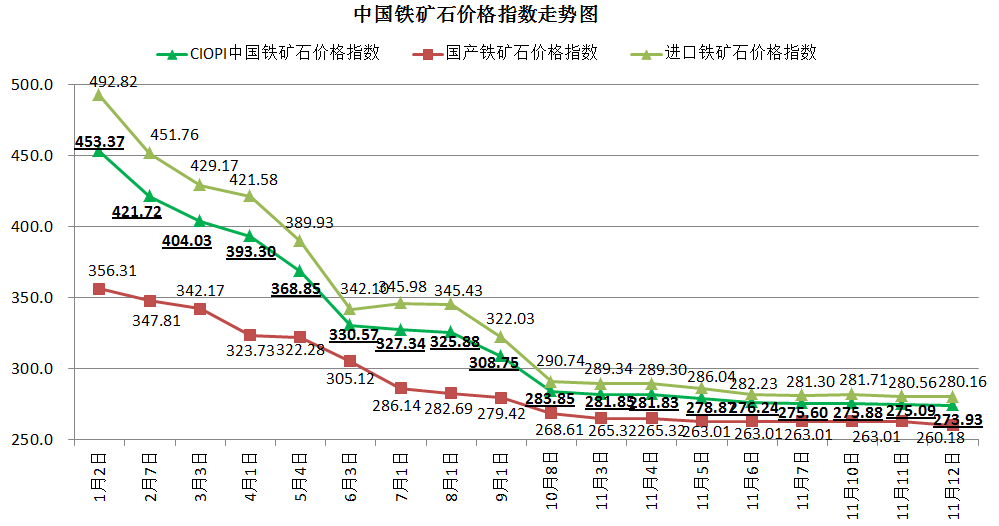 中国铁矿石价格指数走势图
CIOPI中国铁矿石价格指数 国产铁矿石价格指数 进口铁矿石价格指数
500.0
450.0
400.0
350.0
300.0
250.0
492.82 451.76 429.17 421.58 389.93 342.10 345.98 345.43 322.03 290.74 289.34 289.30 286.04 282.23 281.30 281.71 280.56 280.16
453.37 421.72 404.03 393.30 368.85 330.57 327.34 325.88 308.75 283.85 281.85 281.83 278.87 276.24 275.60 275.88 275.09 273.93
356.31 347.81 342.17 323.73 322.28 305.12 286.14 282.69 279.42 268.61 265.32 265.32 263.01 263.01 263.01 263.01 260.18
1月2日 2月7日 3月3日 4月1日 5月4日 6月3日 7月1日 8月1日 9月1日 10月8日 11月3日 11月4日 11月5日 11月6日 11月7日 11月10日 11月11日 11月12日